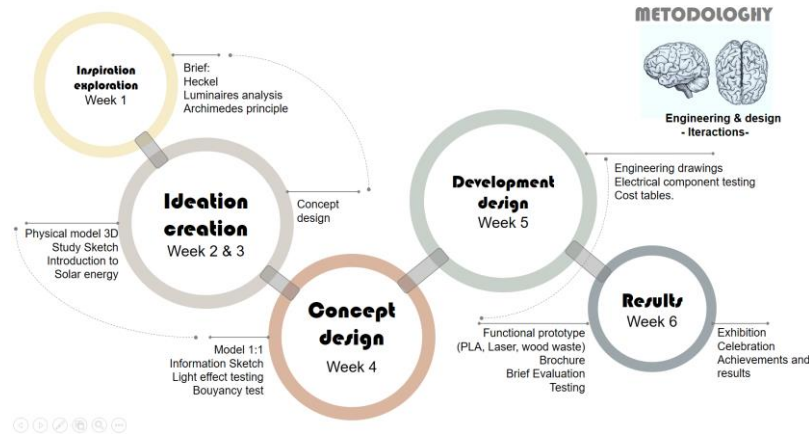 METODOLOGHY
Engineering & design
- Iteractions-
Inspiration
exploration
Week 1
Brief:
Heckel
Luminaires analysis
Archimedes principle
Ideation
creation
Week 2 & 3
Concept
design
Physical model 3D
Study Sketch
Introduction to
Solar energy
Concept
design
Week 4
Model 1:1
Information Sketch
Light effect testing
Bouyancy test
Development
design
Week 5
Engineering drawings
Electrical component testing
Cost tables.
Results
Week 6
Functional prototype
(PLA, Laser, wood waste)
Brochure
Brief Evaluation
Testing
Exhibition
Celebration
Achievements and
results